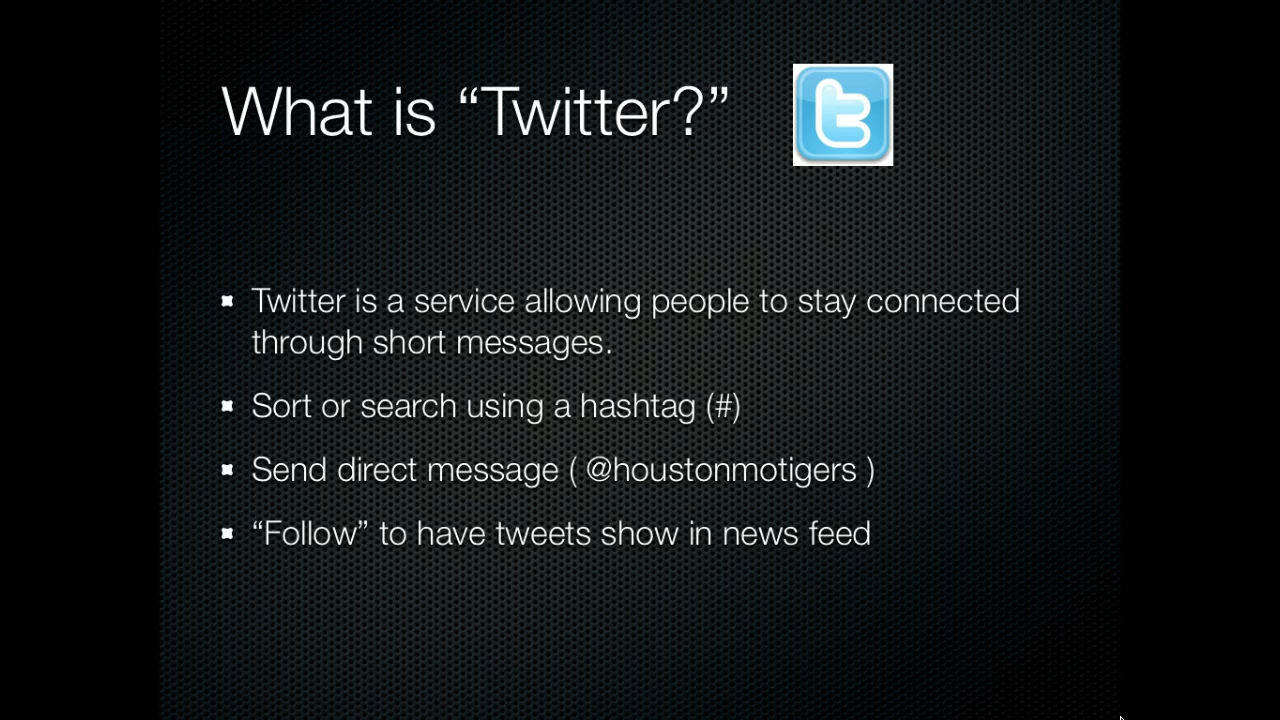 What is “Twitter?”
t
Twitter is a service allowing people to stay connected
through short messages.
Sort or search using a hashtag (#)
Send direct message ( @houstonmotigers )
“Follow” to have tweets show in news feed